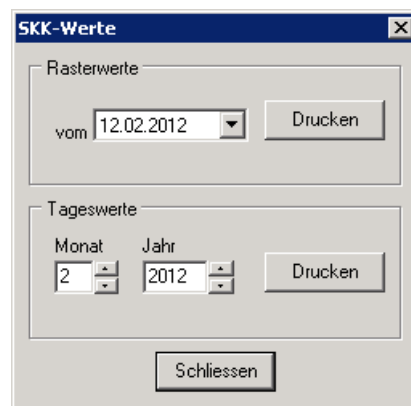 SKK-Werte
Rasterwerte
vom 12.02.2012 Drucken
Tageswerte
Monat Jahr
2 2012 Drucken
Schliessen